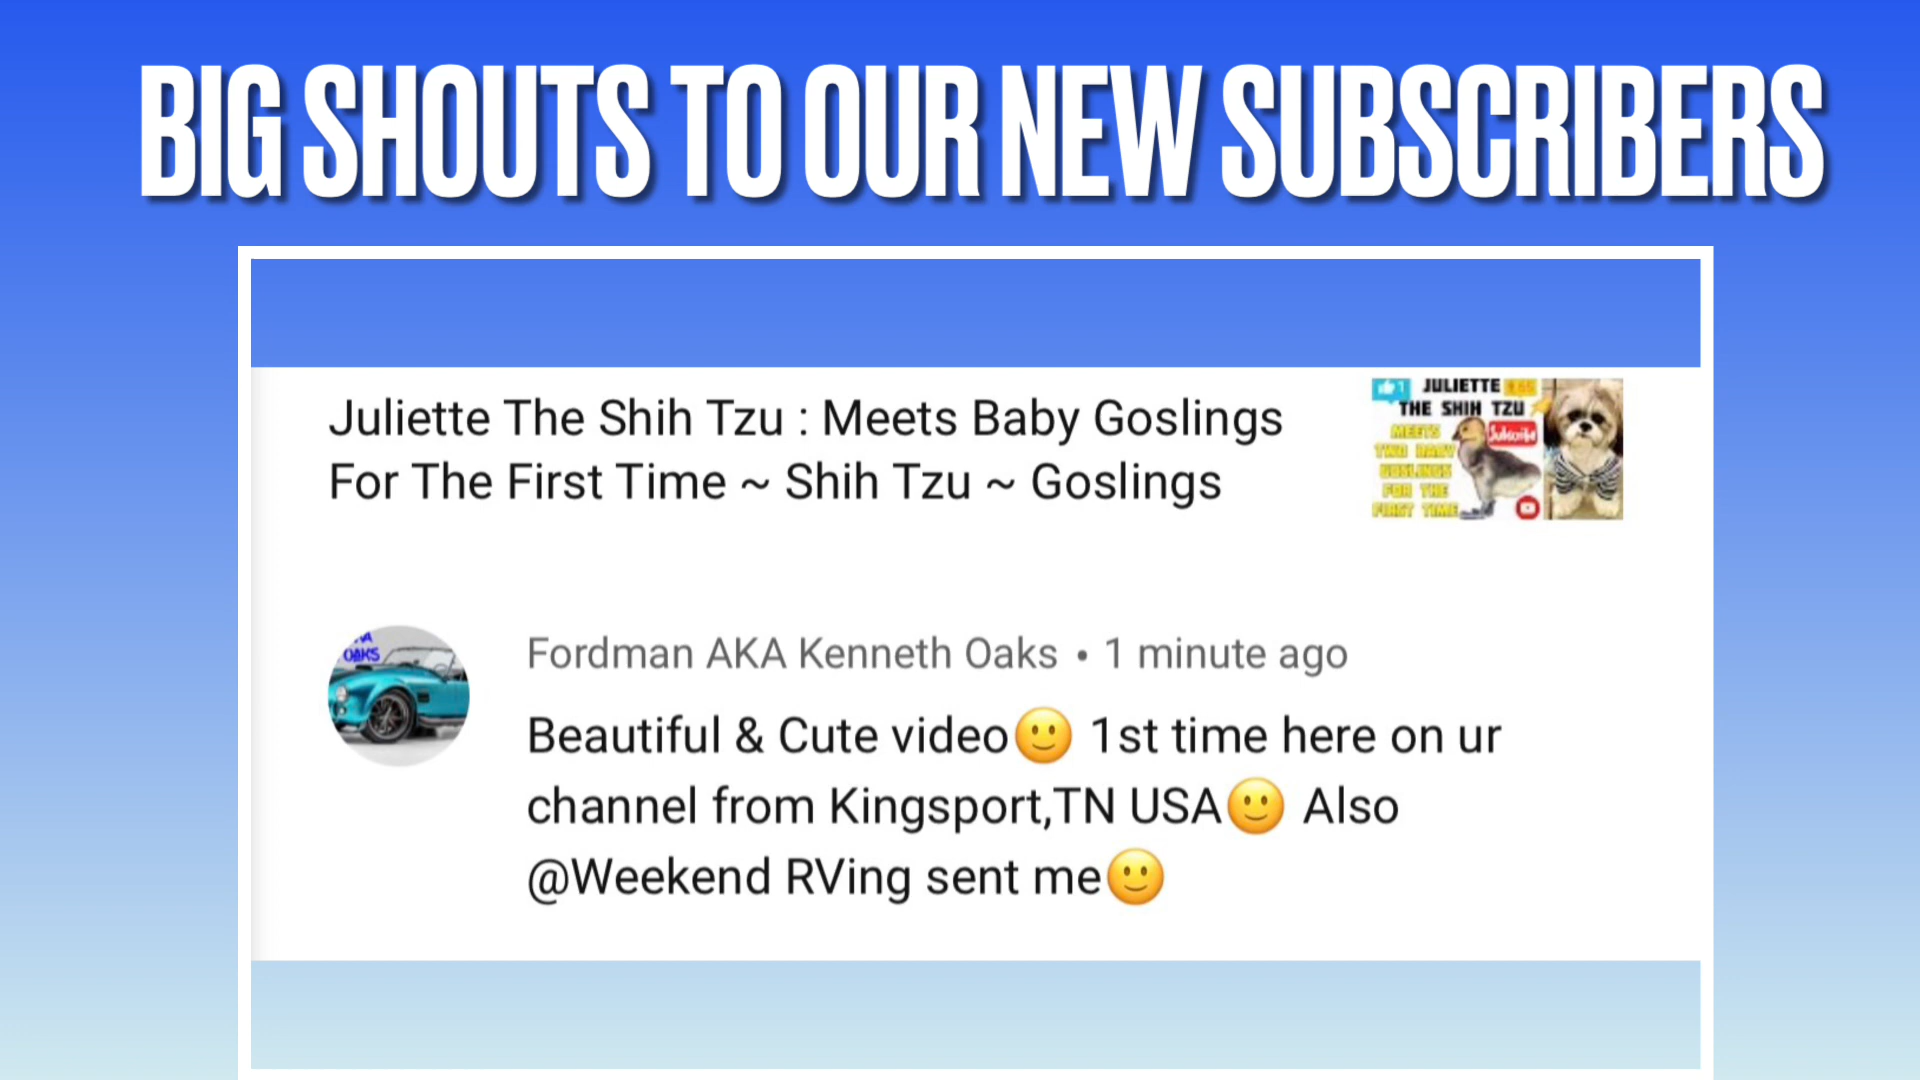 BIG SHOUTS TO OUR NEW SUBSCRIBERS
Juliette The Shih Tzu : Meets Baby Goslings
For The First Time ~ Shih Tzu ~ Goslings
1 JULIETTE
THE SHIH TZU
MEETS
Subscribe
TWO BABY
GOSLINGS
FOR THE
FIRST TIME
OAKS
Fordman AKA Kenneth Oaks • 1 minute ago
Beautiful & Cute video🙂 1st time here on ur
channel from Kingsport,TN USA🙂 Also
@Weekend RVing sent me🙂